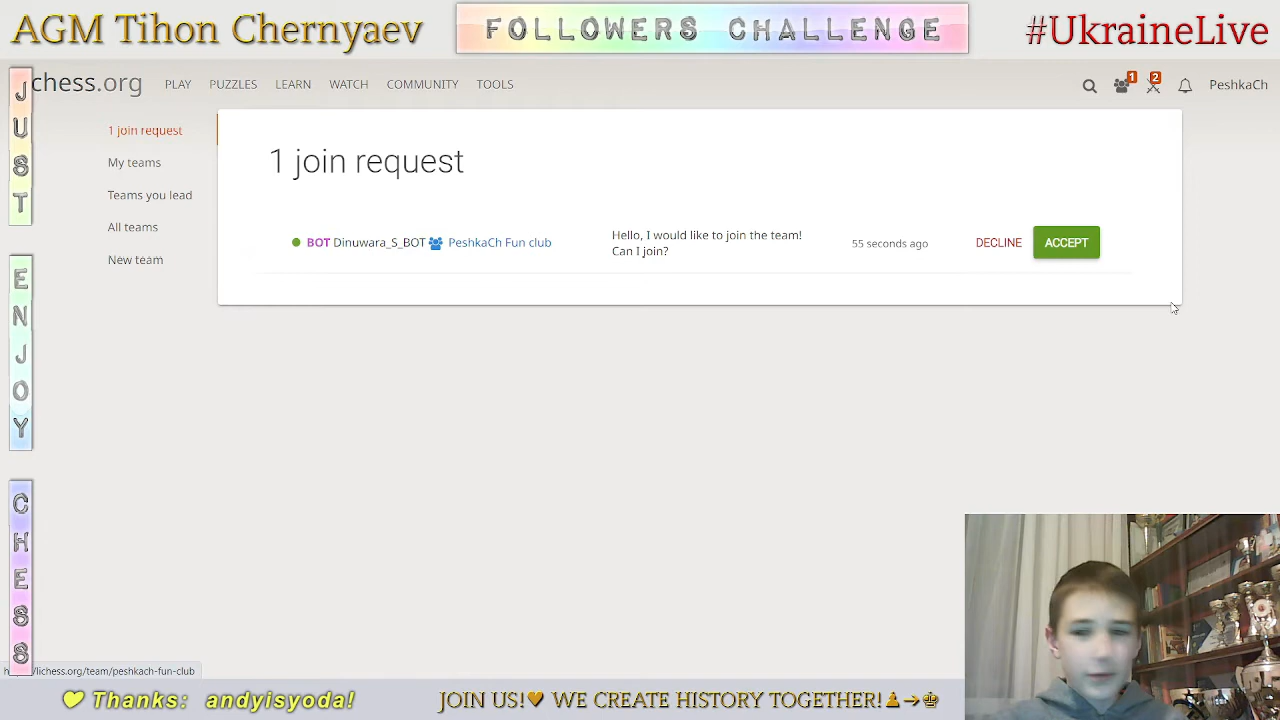 AGM Tihon Chernyaev
FOLLOWERS CHALLENGE
#UkraineLive
chess.org
PLAY
PUZZLES
LEARN
WATCH
COMMUNITY
TOOLS
1
2
PeshkaCh
JUST
ENJOY
CHESS
1 join request
My teams
Teams you lead
All teams
New team
1 join request
BOT Dinuwara_S_BOT
PeshkaCh Fun club
Hello, I would like to join the team!
Can I join?
55 seconds ago
DECLINE
ACCEPT
/lichess.org/team/peshkach-fun-club
Thanks: andyisyoda!
JOIN US! WE CREATE HISTORY TOGETHER!